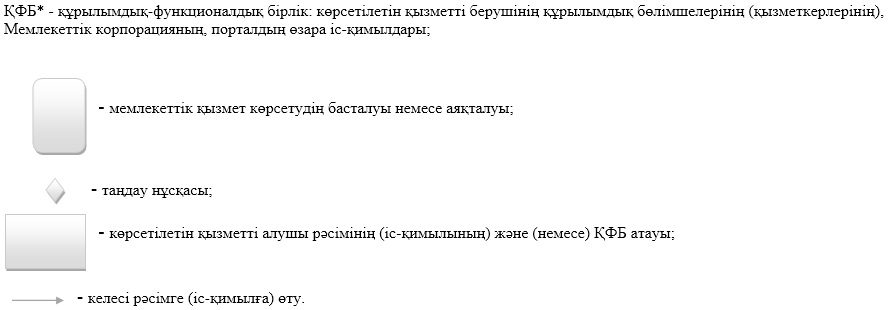 ҚФБ* - құрылымдық-функционалдық бірлік: көрсетілетін қызметті берушінің құрылымдық бөлімшелерінің (қызметкерлерінің),
Мемлекеттік корпорацияның, порталдың өзара іс-қимылдары;
- мемлекеттік қызмет көрсетудің басталуы немесе аяқталуы;
- таңдау нұсқасы;
- көрсетілетін қызметті алушы рәсімінің (іс-қимылының) және (немесе) ҚФБ атауы;
- келесі рәсімге (іс-қимылға) өту.